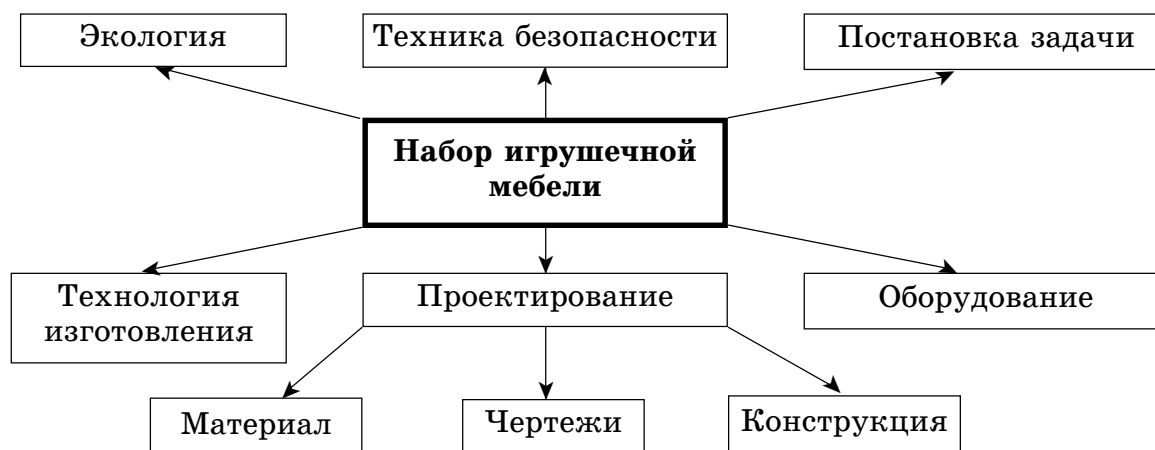 Экология
Техника безопасности
Постановка задачи
Набор игрушечной
мебели
Технология
изготовления
Проектирование
Оборудование
Материал
Чертежи
Конструкция